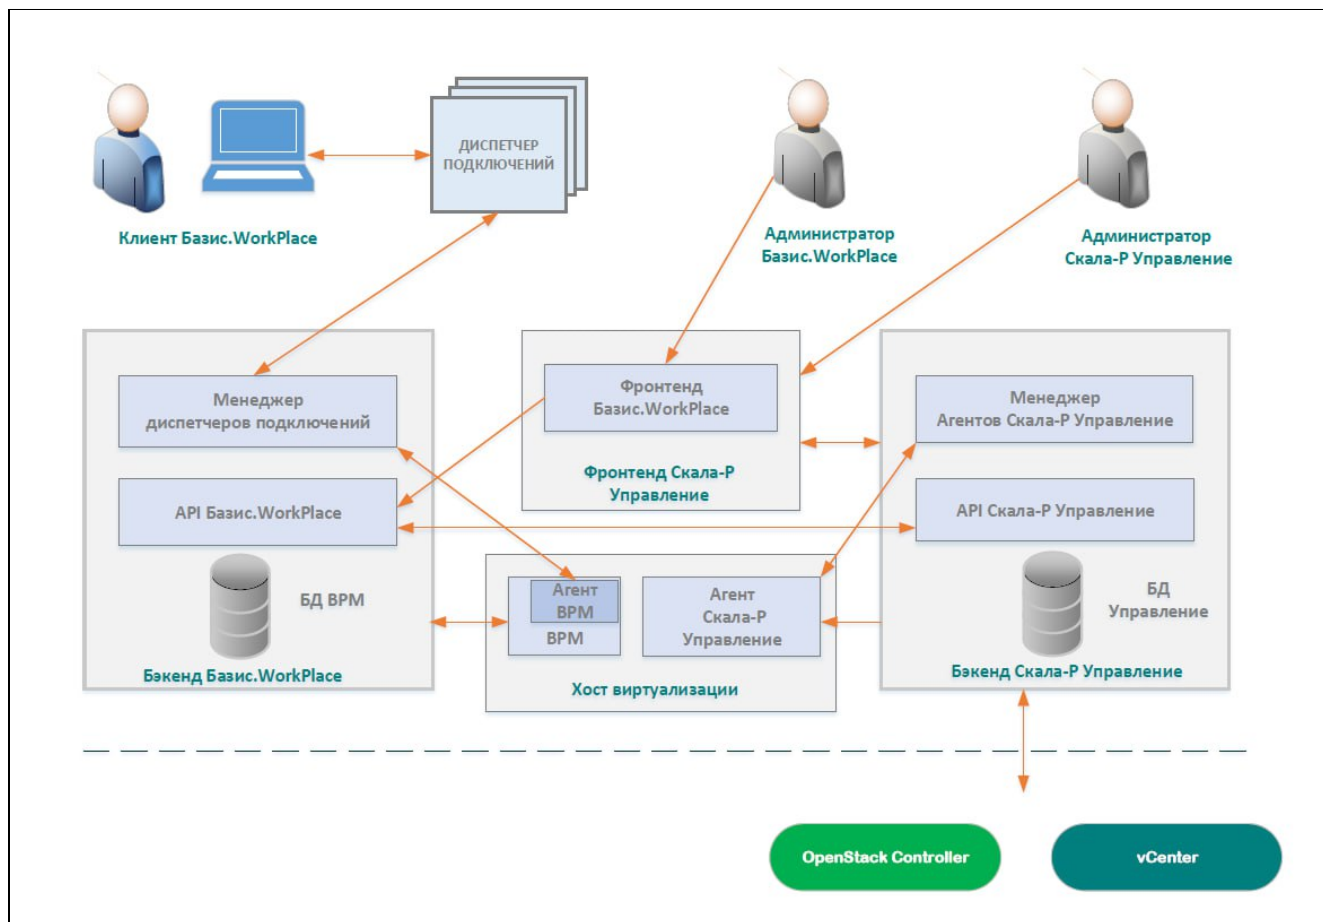 ДИСПЕТЧЕР
ПОДКЛЮЧЕНИЙ
Клиент Базис.WorkPlace
Администратор
Базис.WorkPlace
Администратор
Скала-Р Управление
Менеджер
диспетчеров подключений
API Базис.WorkPlace
БД ВРМ
Бэкенд Базис.WorkPlace
Фронтенд
Базис.WorkPlace
Фронтенд Скала-Р
Управление
Агент
ВРМ
ВРМ
Агент
Скала-Р
Управление
Хост виртуализации
Менеджер
Агентов Скала-Р Управление
API Скала-Р Управление
БД
Управление
Бэкенд Скала-Р Управление
OpenStack Controller
vCenter